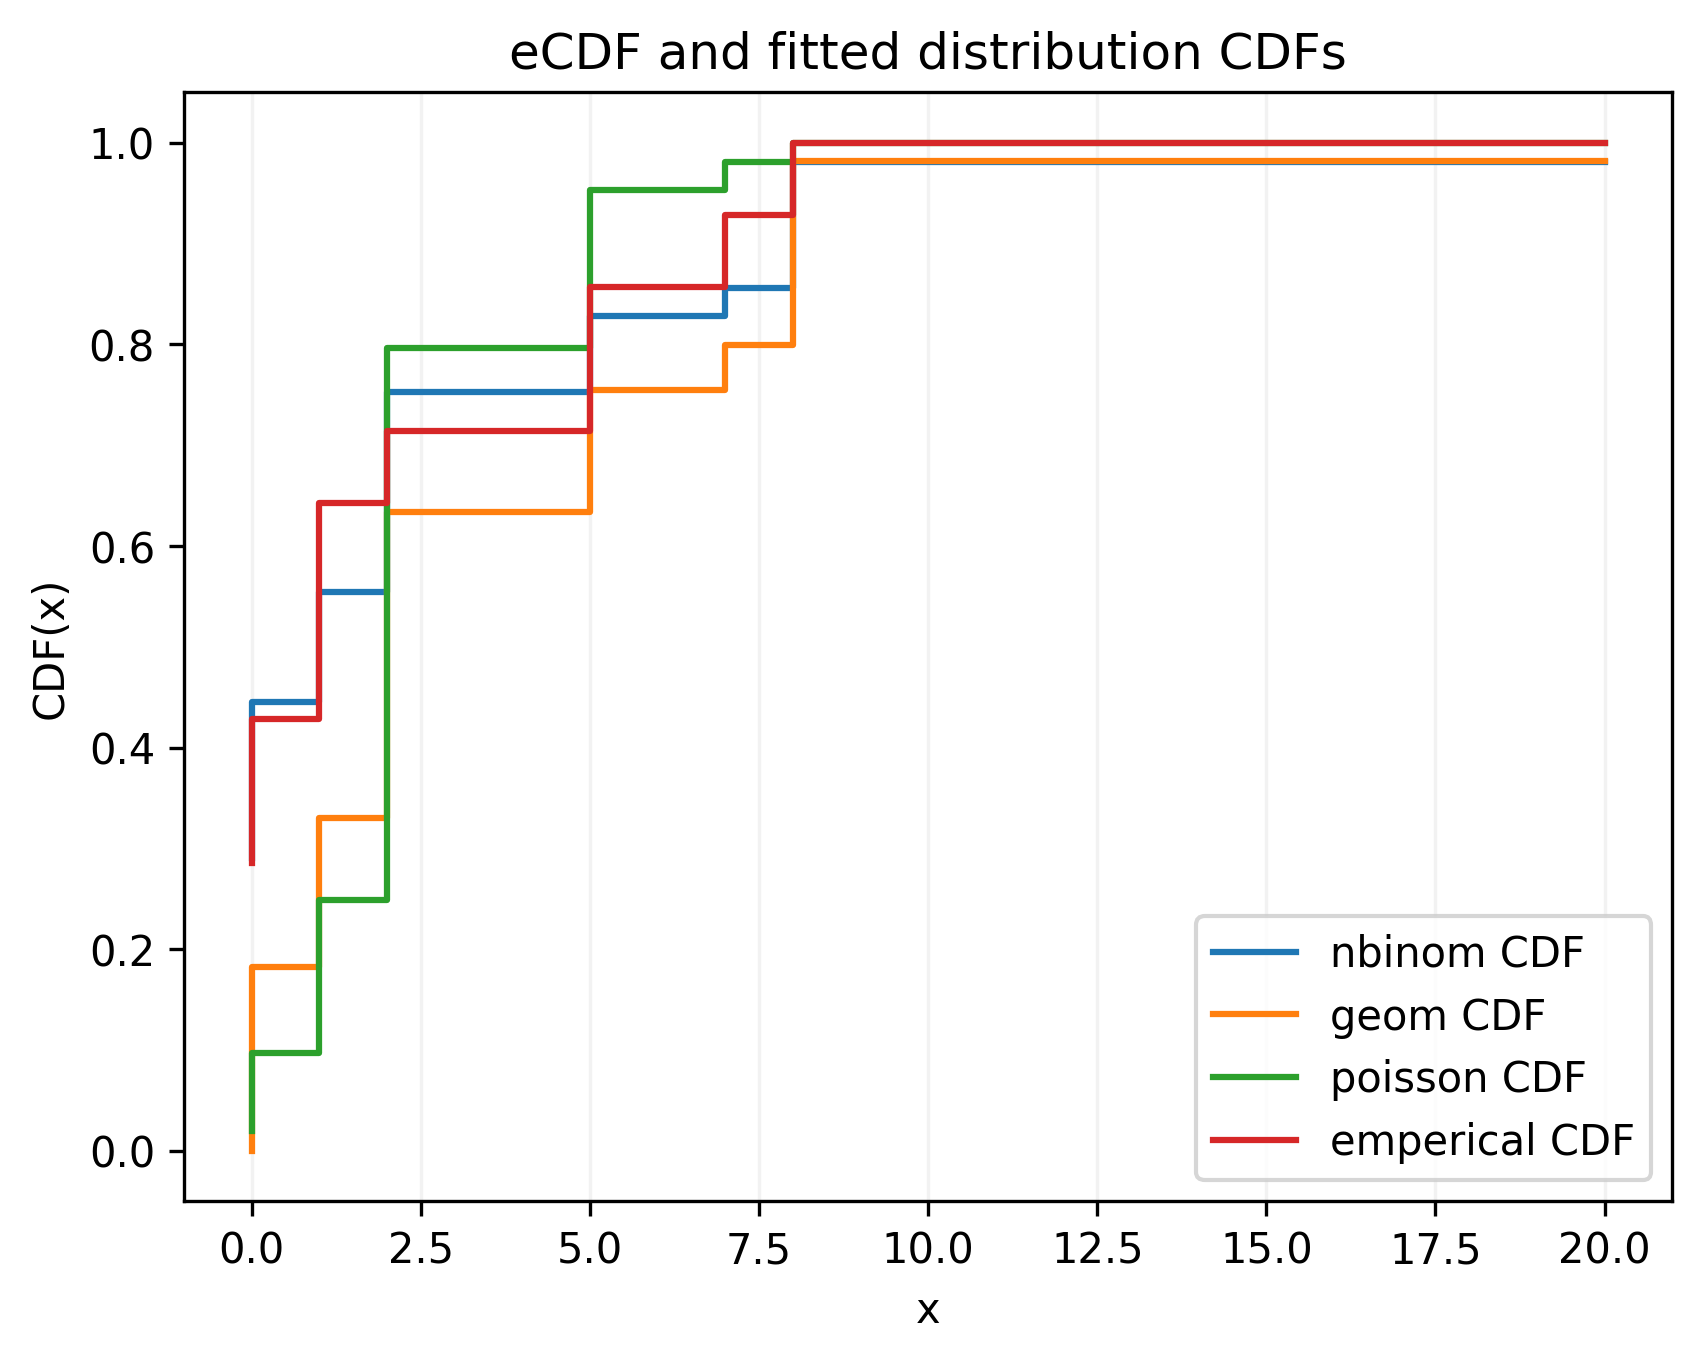 eCDF and fitted distribution CDFs
1.0
0.8
0.6
0.4
0.2
0.0
CDF(x)
nbinom CDF
geom CDF
poisson CDF
emperical CDF
0.0 2.5 5.0 7.5 10.0 12.5 15.0 17.5 20.0
x